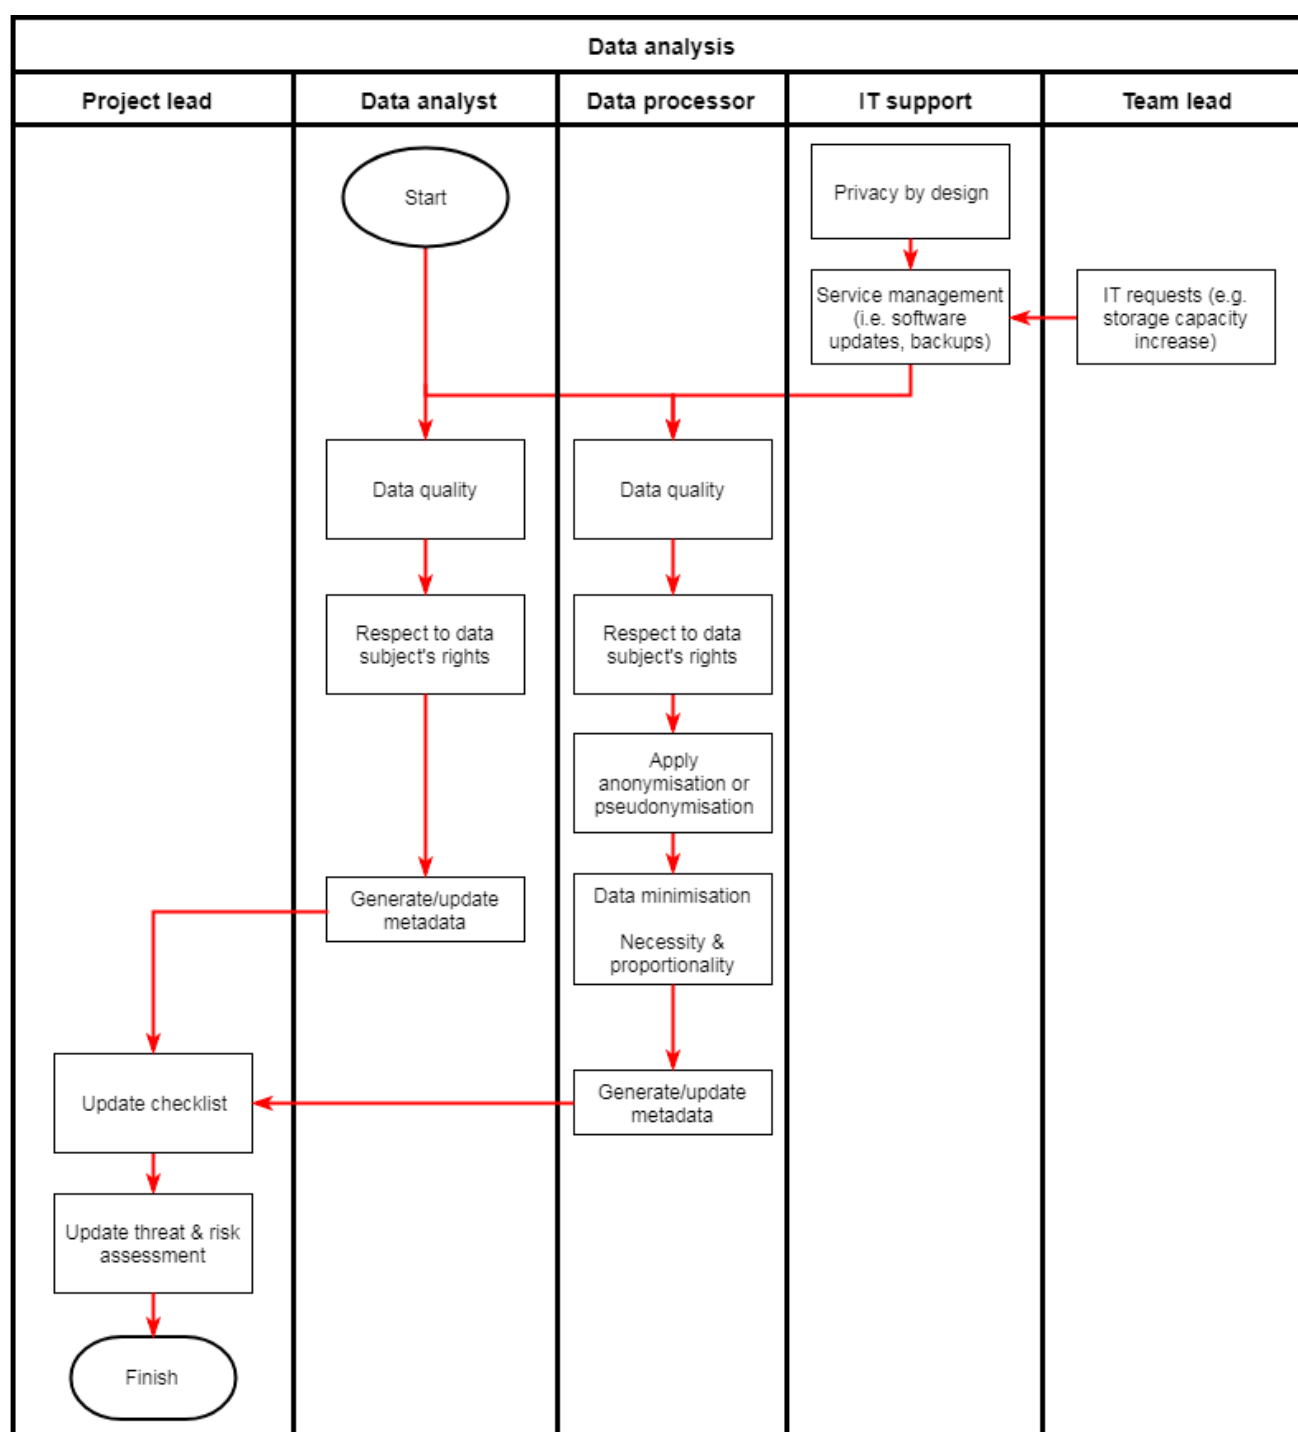 Data analysis
Project lead
Data analyst
Data processor
IT support
Team lead
Start
Privacy by design
Service management
(i.e. software
updates, backups)
IT requests (e.g.
storage capacity
increase)
Data quality
Data quality
Respect to data
subject's rights
Respect to data
subject's rights
Apply
anonymisation or
pseudonymisation
Generate/update
metadata
Data minimisation
Necessity &
proportionality
Update checklist
Generate/update
metadata
Update threat & risk
assessment
Finish